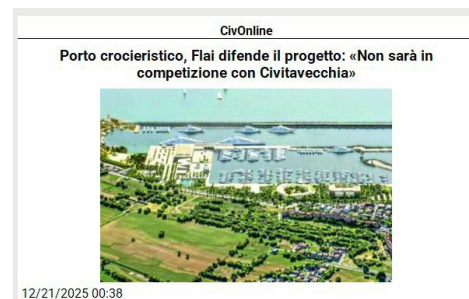 CivOnline
Porto crocieristico, Flai difende il progetto: «Non sarà in
competizione con Civitavecchia»
12/21/2025 00:38